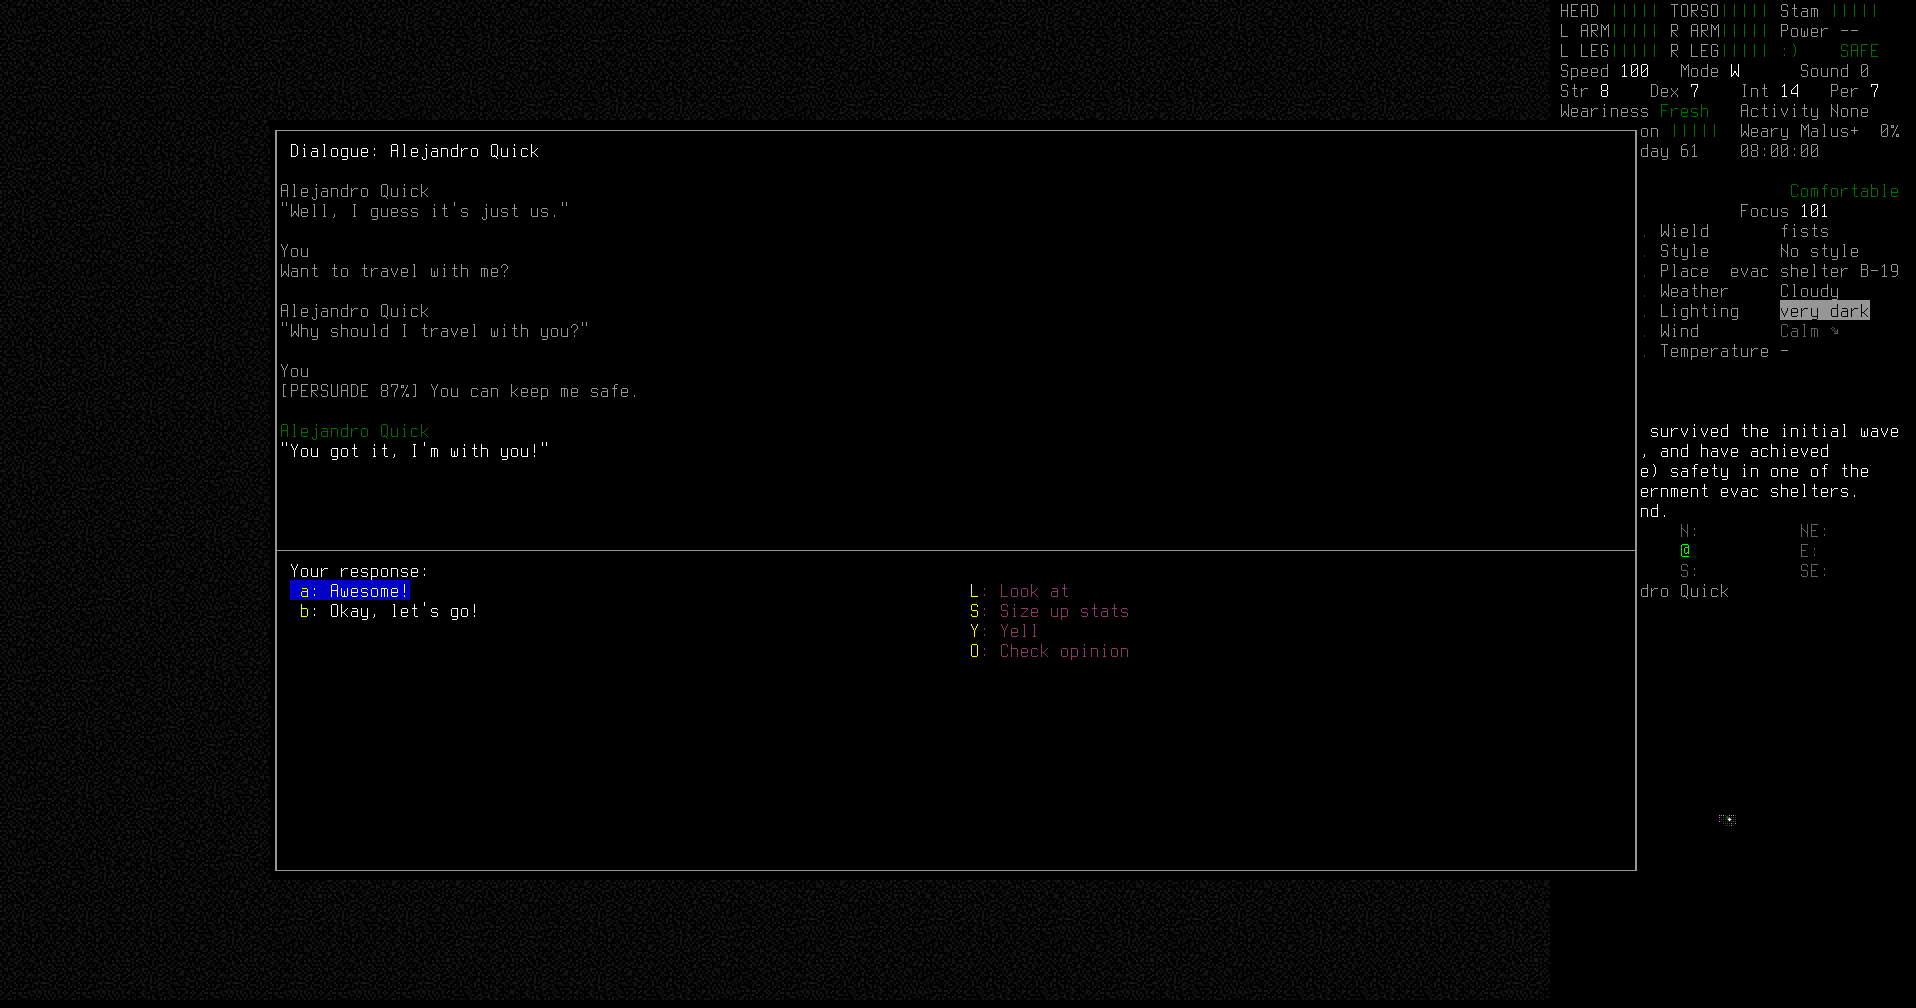 HEAD ||||| TORSO||||| Stam |||||
L ARM||||| R ARM||||| Power --
L LEG||||| R LEG||||| :) SAFE
Speed 100 Mode W Sound 0
Str 8 Dex 7 Int 14 Per 7
Weariness Fresh Activity None
on ||||| Weary Malus+ 0%
day 61 08:00:00
Comfortable
Focus 101
. Wield fists
. Style No style
. Place evac shelter B-19
. Weather Cloudy
. Lighting very dark
. Wind Calm
. Temperature -
survived the initial wave
, and have achieved
e) safety in one of the
ernment evac shelters.
nd.
N: NE:
@ E:
S: SE:
dro Quick
Dialogue: Alejandro Quick
Alejandro Quick
"Well, I guess it's just us."
You
Want to travel with me?
Alejandro Quick
"Why should I travel with you?"
You
[PERSUADE 87%] You can keep me safe.
Alejandro Quick
"You got it, I'm with you!"
Your response:
a: Awesome!
b: Okay, let's go!
L: Look at
S: Size up stats
Y: Yell
O: Check opinion